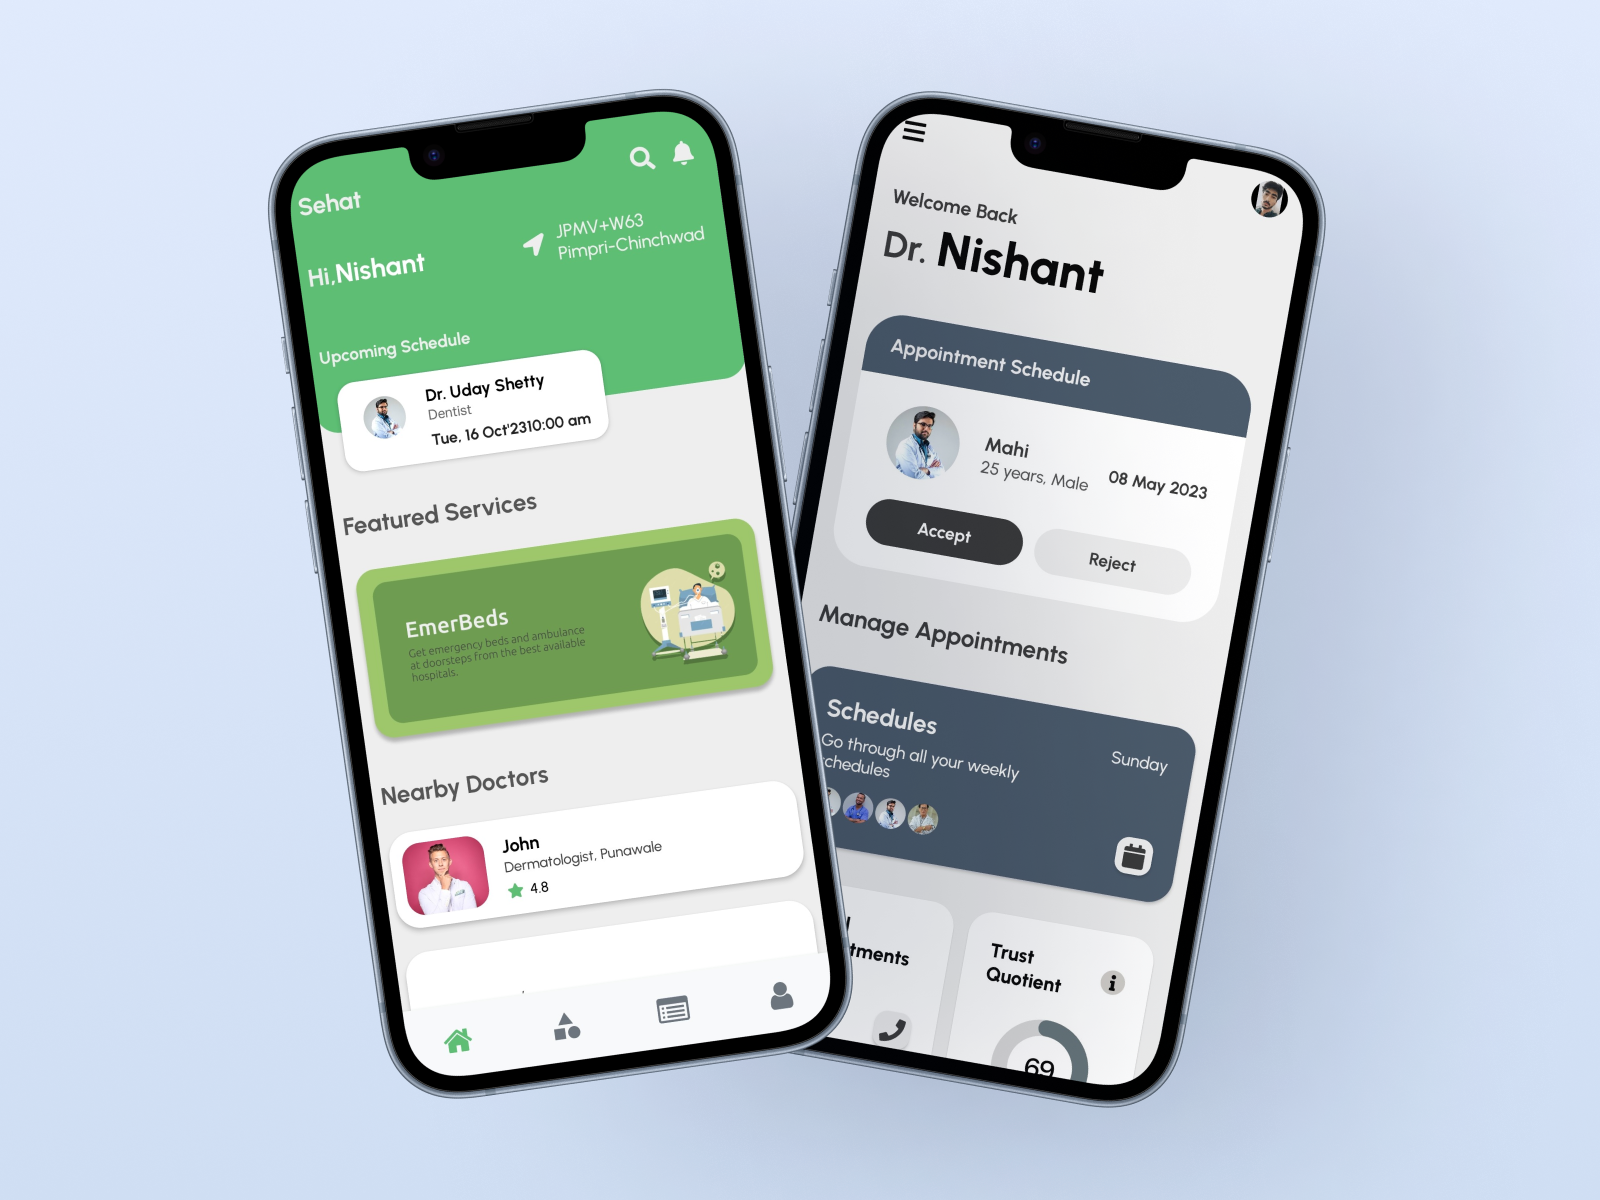 Sehat
JPMV+W63
Pimpri-Chinchwad
Hi,Nishant
Upcoming Schedule
Dr. Uday Shetty
Dentist
Tue, 16 Oct'2310:00 am
Featured Services
EmerBeds
Get emergency beds and ambulance
at doorsteps from the best available
hospitals.
Nearby Doctors
John
Dermatologist, Punawale
4.8
Welcome Back
Dr. Nishant
Appointment Schedule
Mahi
25 years, Male
08 May 2023
Accept
Reject
Manage Appointments
Schedules
Go through all your weekly
chedules
Sunday
tments
Trust
Quotient
69